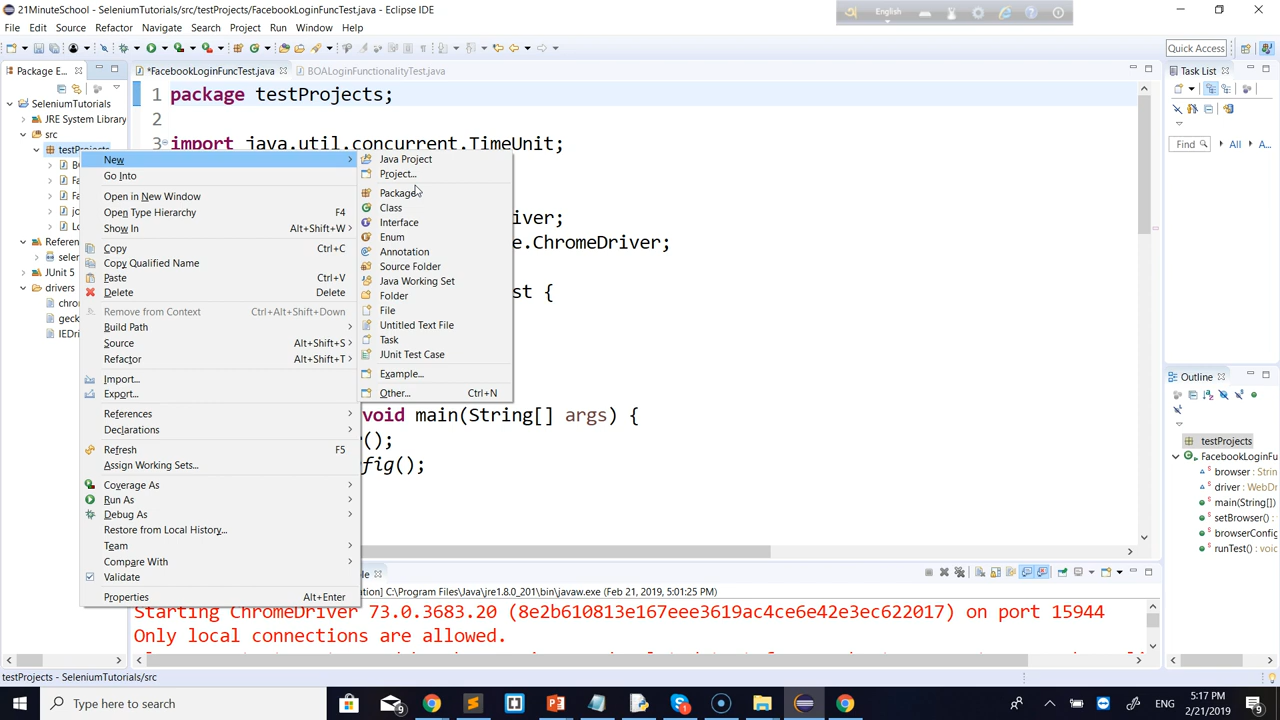 21MinuteSchool - SeleniumTutorials/src/testProjects/FacebookLoginFuncTest.java - Eclipse IDE
English
File Edit Source Refactor Navigate Search Project Run Window Help
Quick Access
Package E...
*FacebookLoginFuncTest.java
BOALoginFunctionalityTest.java
Task List
SeleniumTutorials
JRE System Library
src
testProjects
Referen
seler
JUnit 5
drivers
chro
geck
IEDri
1 package testProjects;
2
3 import java.util.concurrent.TimeUnit;
iver;
e.ChromeDriver;
st {
void main(String[] args) {
();
fig();
New
Go Into
Open in New Window
Open Type Hierarchy F4
Show In Alt+Shift+W
Copy Ctrl+C
Copy Qualified Name
Paste Ctrl+V
Delete Delete
Remove from Context Ctrl+Alt+Shift+Down
Build Path
Source Alt+Shift+S
Refactor Alt+Shift+T
Import...
Export...
References
Declarations
Refresh F5
Assign Working Sets...
Coverage As
Run As
Debug As
Restore from Local History...
Team
Compare With
Validate
Properties Alt+Enter
Java Project
Project...
Package
Class
Interface
Enum
Annotation
Source Folder
Java Working Set
Folder
File
Untitled Text File
Task
JUnit Test Case
Example...
Other... Ctrl+N
Find All A...
Outline
testProjects
FacebookLoginFu
browser : Strin
driver : WebDr
main(String[])
setBrowser() :
browserConfig
runTest() : voic
le
ation] C:\Program Files\Java\jre1.8.0_201\bin\javaw.exe (Feb 21, 2019, 5:01:25 PM)
Starting ChromeDriver 73.0.3683.20 (8e2b610813e167eee3619ac4ce6e42e3ec622017) on port 15944
Only local connections are allowed.
testProjects - SeleniumTutorials/src
Type here to search
ENG
5:17 PM
2/21/2019